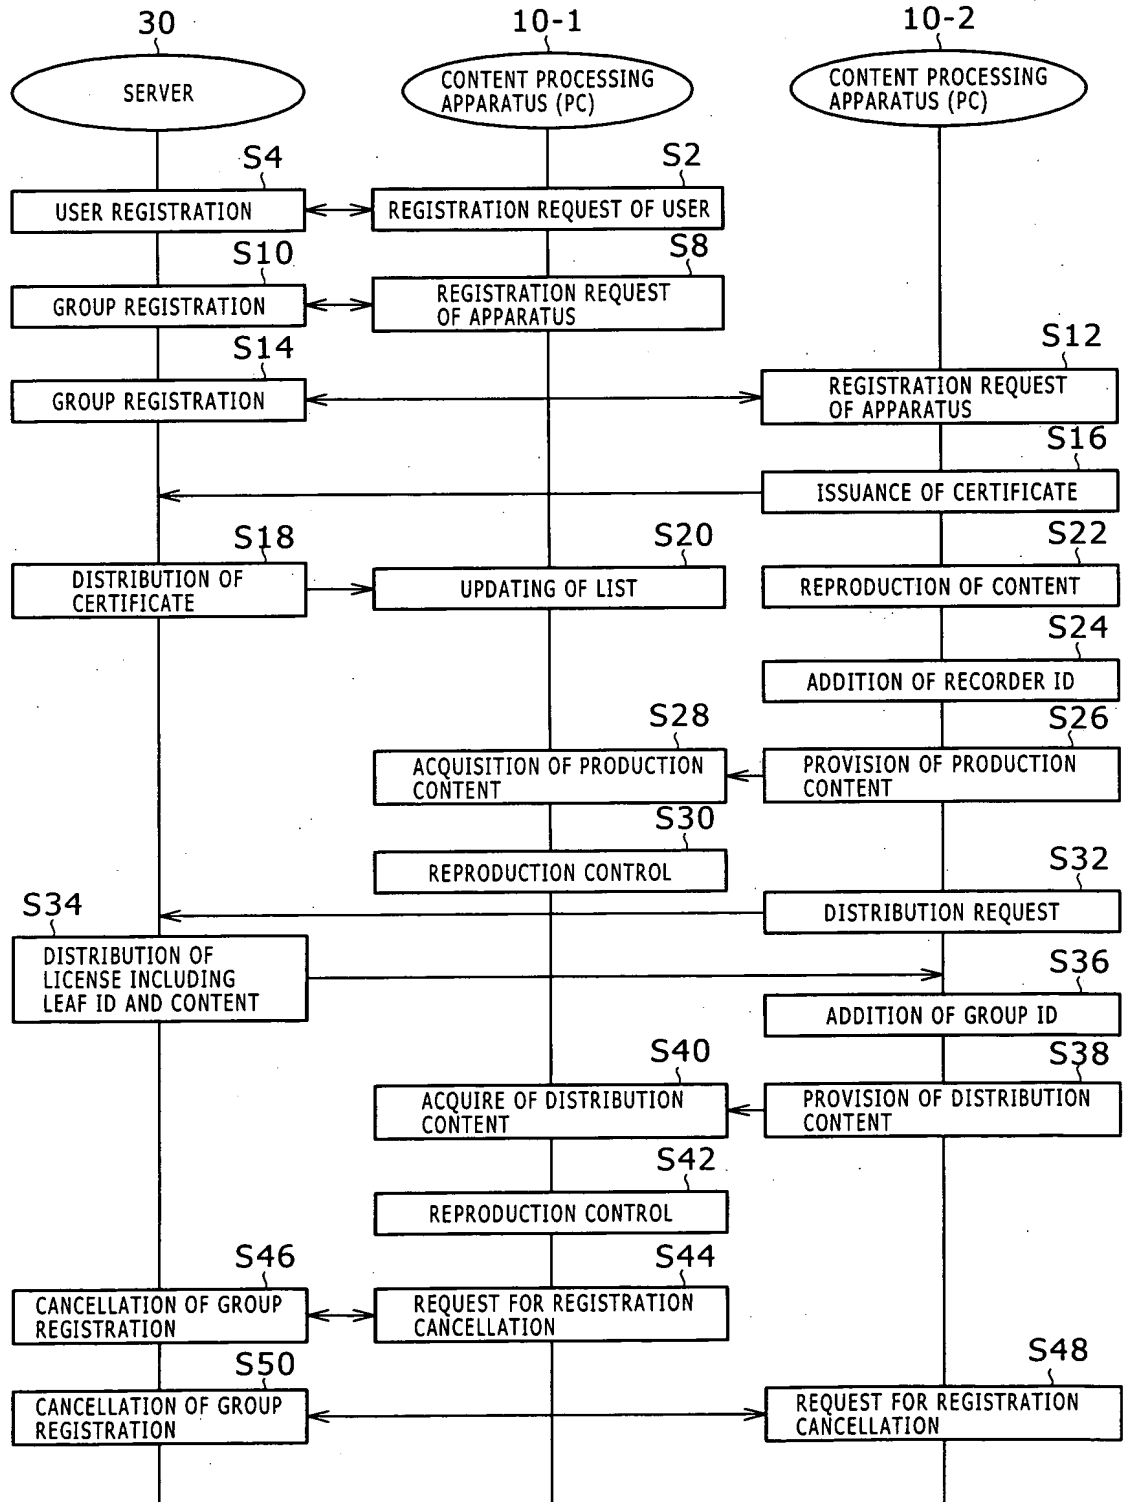 30
10-1
10-2
SERVER
CONTENT PROCESSING
APPARATUS (PC)
CONTENT PROCESSING
APPARATUS (PC)
S4
S2
USER REGISTRATION
REGISTRATION REQUEST OF USER
S10
S8
GROUP REGISTRATION
REGISTRATION REQUEST
OF APPARATUS
S14
S12
GROUP REGISTRATION
REGISTRATION REQUEST
OF APPARATUS
S16
ISSUANCE OF CERTIFICATE
S18
S20
S22
DISTRIBUTION OF
CERTIFICATE
UPDATING OF LIST
REPRODUCTION OF CONTENT
S24
ADDITION OF RECORDER ID
S28
S26
ACQUISITION OF PRODUCTION
CONTENT
PROVISION OF PRODUCTION
CONTENT
S30
REPRODUCTION CONTROL
S32
DISTRIBUTION REQUEST
S34
DISTRIBUTION OF
LICENSE INCLUDING
LEAF ID AND CONTENT
S36
ADDITION OF GROUP ID
S40
S38
ACQUIRE OF DISTRIBUTION
CONTENT
PROVISION OF DISTRIBUTION
CONTENT
S42
REPRODUCTION CONTROL
S46
S44
CANCELLATION OF GROUP
REGISTRATION
REQUEST FOR REGISTRATION
CANCELLATION
S50
S48
CANCELLATION OF GROUP
REGISTRATION
REQUEST FOR REGISTRATION
CANCELLATION